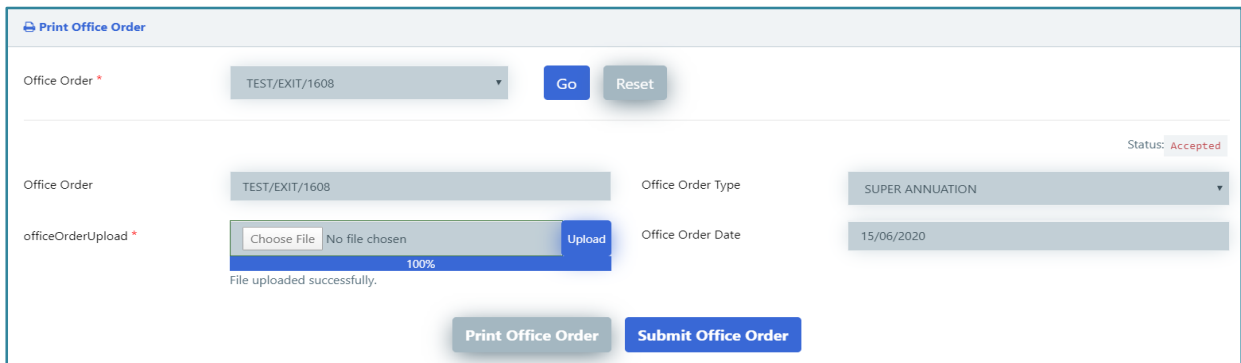 Print Office Order
Office Order * TEST/EXIT/1608 Go Reset
Status: Accepted
Office Order TEST/EXIT/1608 Office Order Type SUPER ANNUATION
officeOrderUpload * Choose File No file chosen Upload Office Order Date 15/06/2020
100%
File uploaded successfully.
Print Office Order Submit Office Order